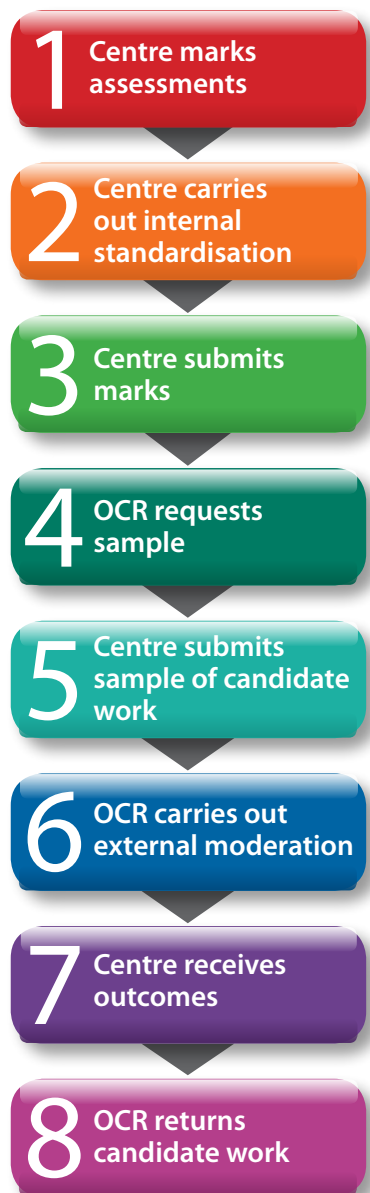 1
Centre marks
assessments
2
Centre carries
out internal
standardisation
3
Centre submits
marks
4
OCR requests
sample
5
Centre submits
sample of candidate
work
6
OCR carries out
external moderation
7
Centre receives
outcomes
8
OCR returns
candidate work